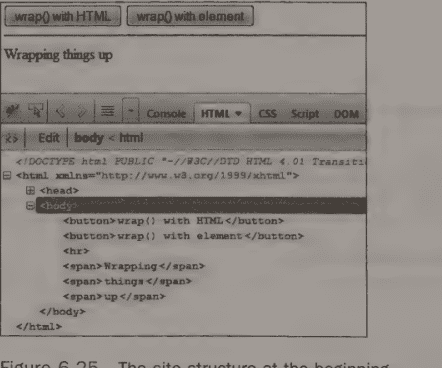 wrap() with HTML wrap() with element
Wrapping things up
Console HTML CSS Script DOM
Edit body < html
<!DOCTYPE html PUBLIC "-//W3C//DTD HTML 4.01 Transiti
<html xmlns="http://www.w3.org/1999/xhtml">
<head>
<body>
<button>wrap() with HTML</button>
<button>wrap() with element</button>
<hr>
<span>Wrapping</span>
<span>things</span>
<span>up</span>
</body>
</html>
Figure 6.25 The site structure at the beginning